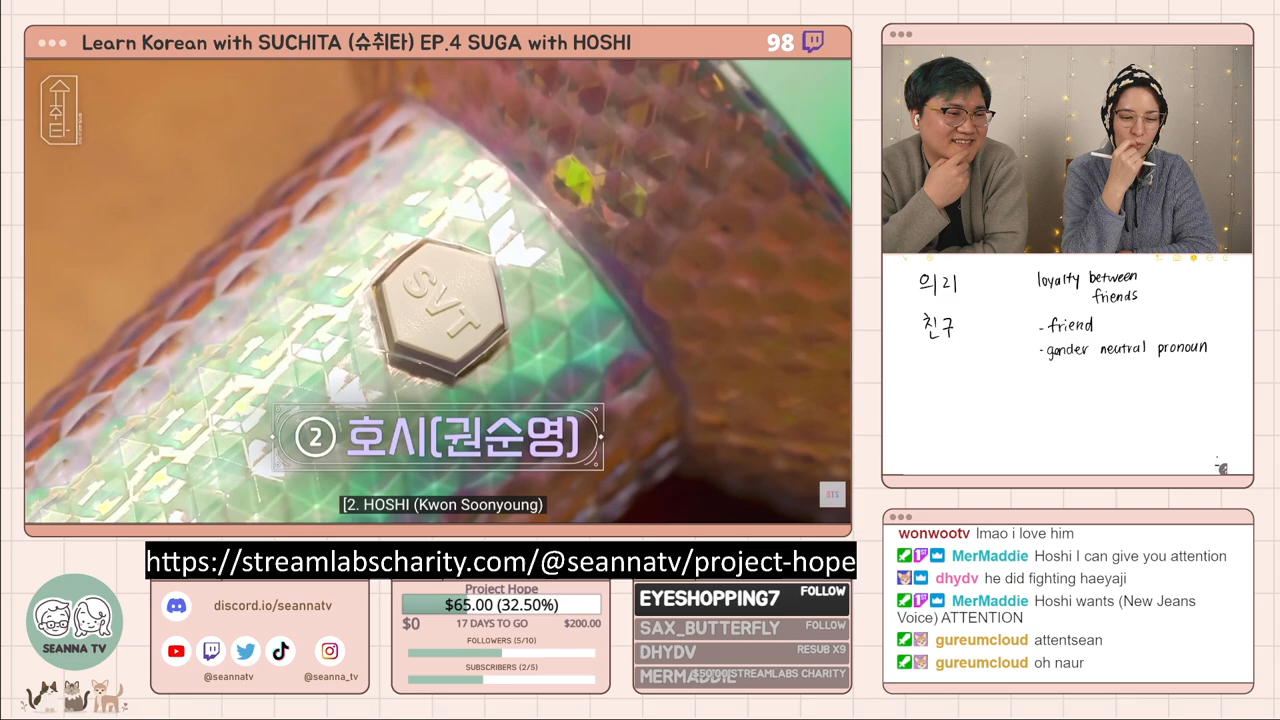 Learn Korean with SUCHITA (슈취타) EP.4 SUGA with HOSHI
98
슈취타
SVT
2 호시(권순영)
[2. HOSHI (Kwon Soonyoung)
BTS
의리 loyalty between
friends
친구 - friend
- gender neutral pronoun
wonwootv lmao i love him
MerMaddie Hoshi I can give you attention
dhydv he did fighting haeyaji
MerMaddie Hoshi wants (New Jeans
Voice) ATTENTION
gureumcloud attentsean
gureumcloud oh naur
https://streamlabscharity.com/@seannatv/project-hope
SEANNA TV
discord.io/seannatv
@seannatv
@seanna_tv
Project Hope
$65.00 (32.50%)
$0 17 DAYS TO GO $200.00
FOLLOWERS (5/10)
SUBSCRIBERS (2/5)
EYESHOPPING7 FOLLOW
SAX_BUTTERFLY FOLLOW
DHYDV RESUB X9
MERMADDIE $50.00 STREAMLABS CHARITY